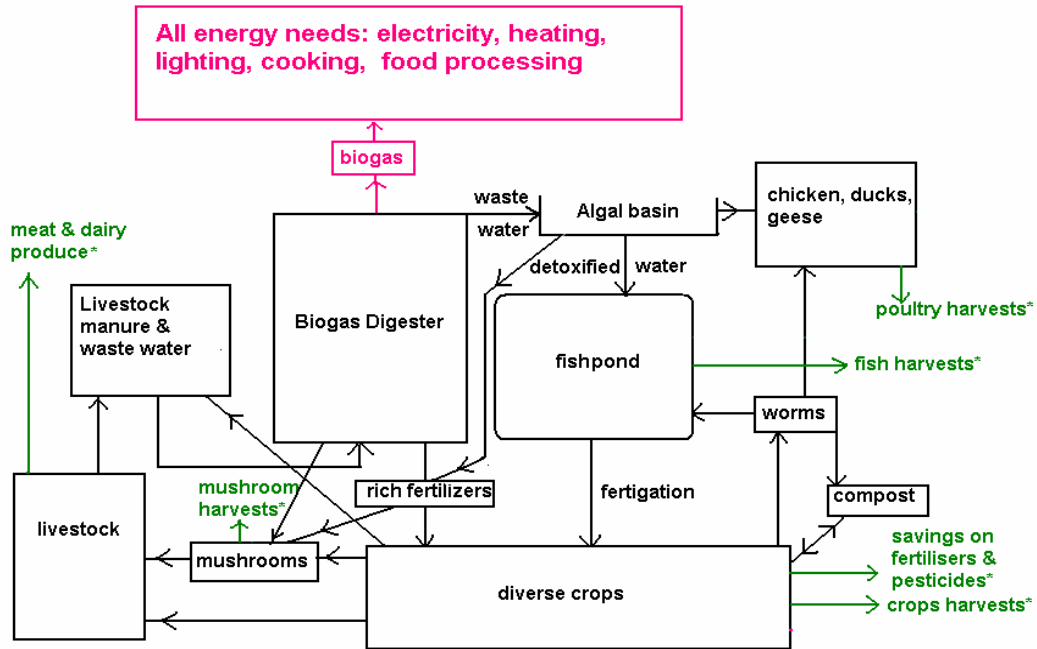 All energy needs: electricity, heating,
lighting, cooking, food processing
biogas
waste
water
Algal basin
chicken, ducks,
geese
meat & dairy
produce*
detoxified
water
Livestock
manure &
waste water
Biogas Digester
poultry harvests*
fishpond
fish harvests*
worms
mushroom
harvests*
rich fertilizers
fertigation
compost
livestock
mushrooms
savings on
fertilisers &
pesticides*
diverse crops
crops harvests*